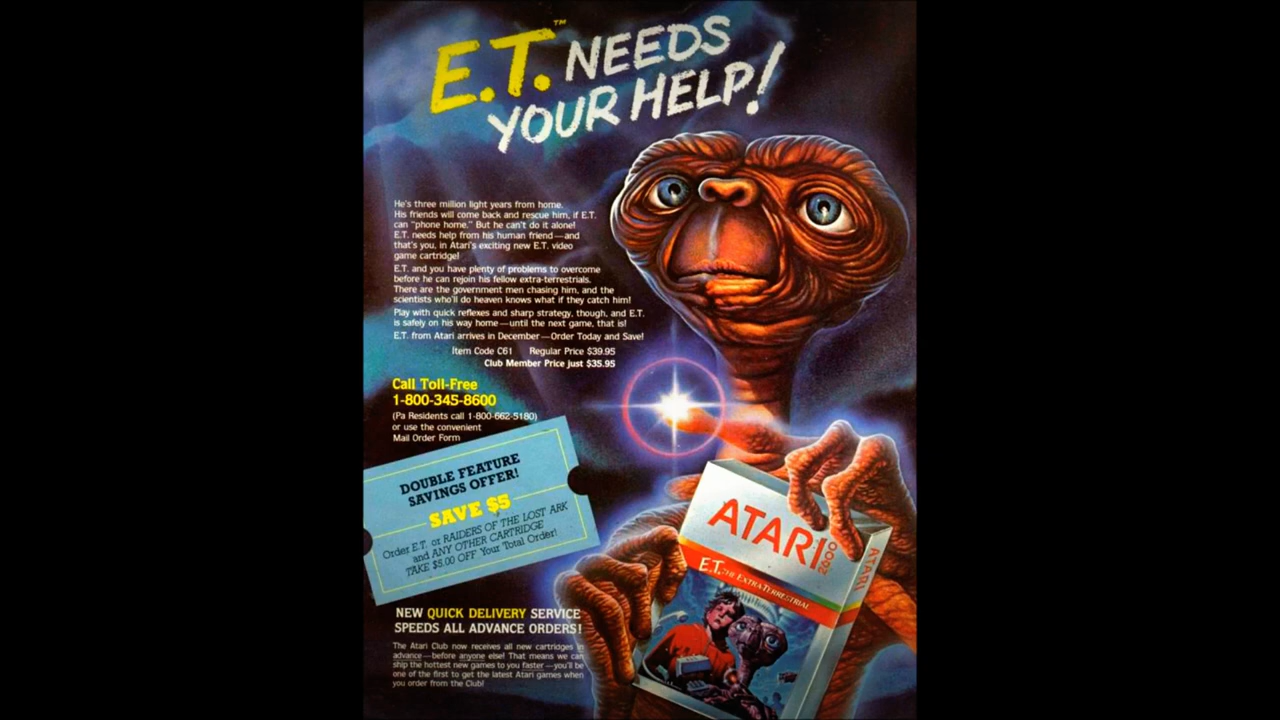 E.T.™ NEEDS
YOUR HELP!
He's three million light years from home.
His friends will come back and rescue him, if E.T.
can "phone home." But he can't do it alone!
E.T. needs help from his human friend—and
that's you, in Atari's exciting new E.T. video
game cartridge!
E.T. and you have plenty of problems to overcome
before he can rejoin his fellow extra-terrestrials.
There are the government men chasing him, and the
scientists who'll do heaven knows what if they catch him!
Play with quick reflexes and sharp strategy, though, and E.T.
is safely on his way home—until the next game, that is!
E.T. from Atari arrives in December—Order Today and Save!
Item Code C61 Regular Price $39.95
Club Member Price just $35.95
Call Toll-Free
1-800-345-8600
(Pa Residents call 1-800-662-5180)
or use the convenient
Mail Order Form
DOUBLE FEATURE
SAVINGS OFFER!
SAVE $5
Order E.T. or RAIDERS OF THE LOST ARK
and ANY OTHER CARTRIDGE
TAKE $5.00 OFF Your Total Order!
NEW QUICK DELIVERY SERVICE
SPEEDS ALL ADVANCE ORDERS!
The Atari Club now receives all new cartridges in
advance—before anyone else! That means we can
ship the hottest new games to you faster—you'll be
one of the first to get the latest Atari games when
you order from the Club!
ATARI 2600
ATARI
E.T. THE EXTRA-TERRESTRIAL